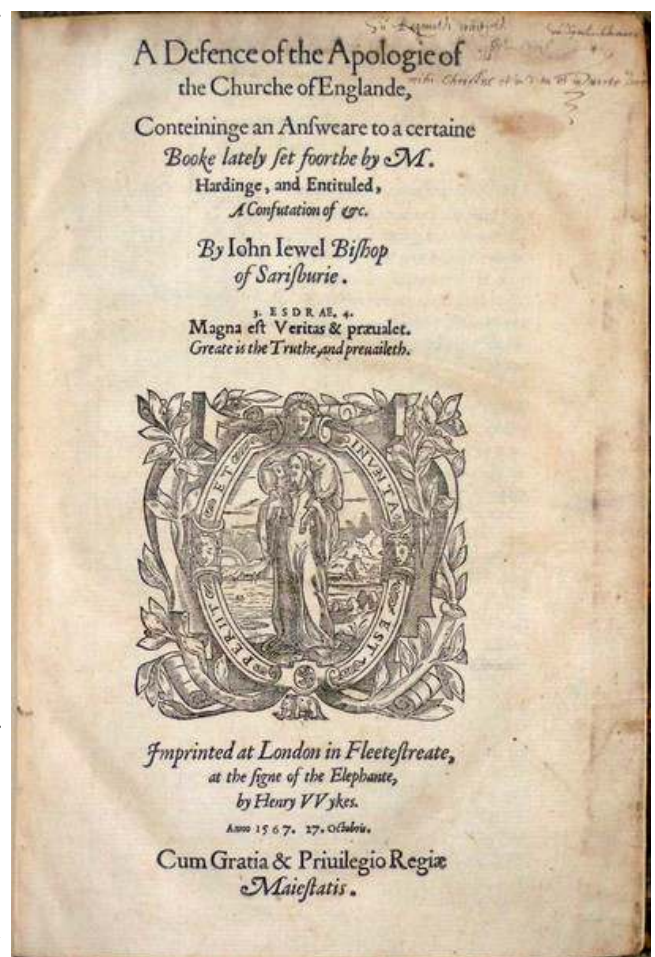 A Defence of the Apologie of
the Churche of Englande,
Conteininge an Anſweare to a certaine
Booke lately ſet foorthe by M.
Hardinge, and Entituled,
A Confutation of &c.
By Iohn Iewel Biſhop
of Sariſburie.
3. ESDRAE. 4.
Magna eſt Veritas & præualet.
Greate is the Truthe, and preuaileth.
PERIIT ET INVNTA EST
Imprinted at London in Fleeteſtreate,
at the ſigne of the Elephante,
by Henry VVykes.
Anno 1567. 27. Octobris.
Cum Gratia & Priuilegio Regiæ
Maieſtatis.